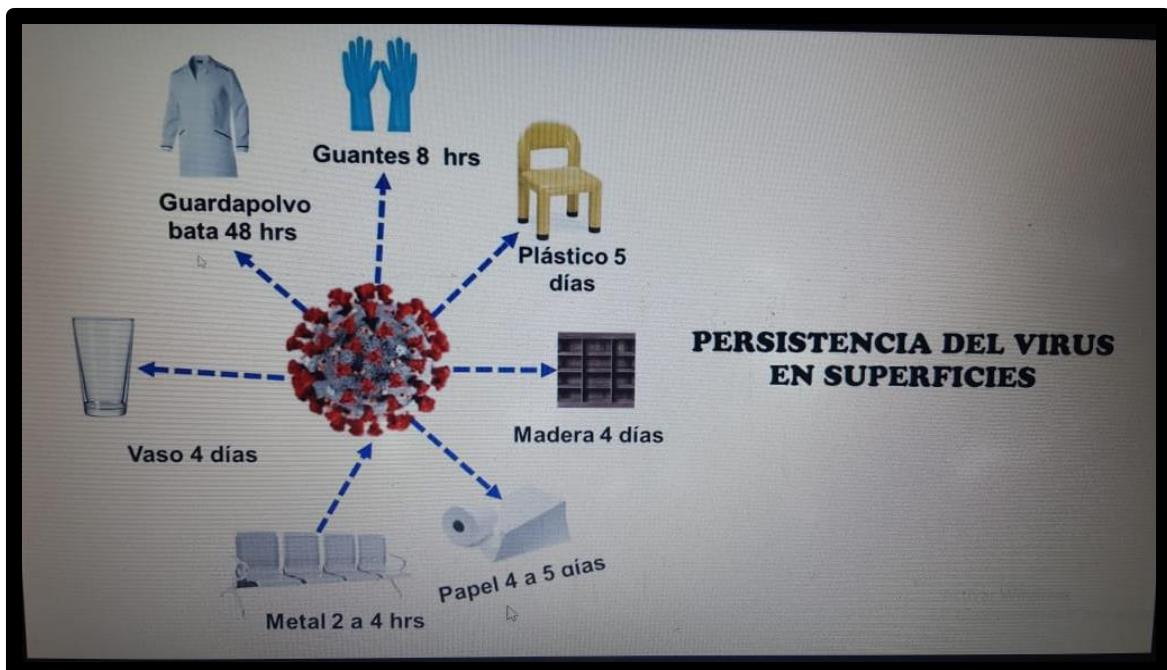 Guantes 8 hrs
Guardapolvo
bata 48 hrs
Plástico 5
días
PERSISTENCIA DEL VIRUS
EN SUPERFICIES
Madera 4 días
Vaso 4 días
Papel 4 a 5 días
Metal 2 a 4 hrs